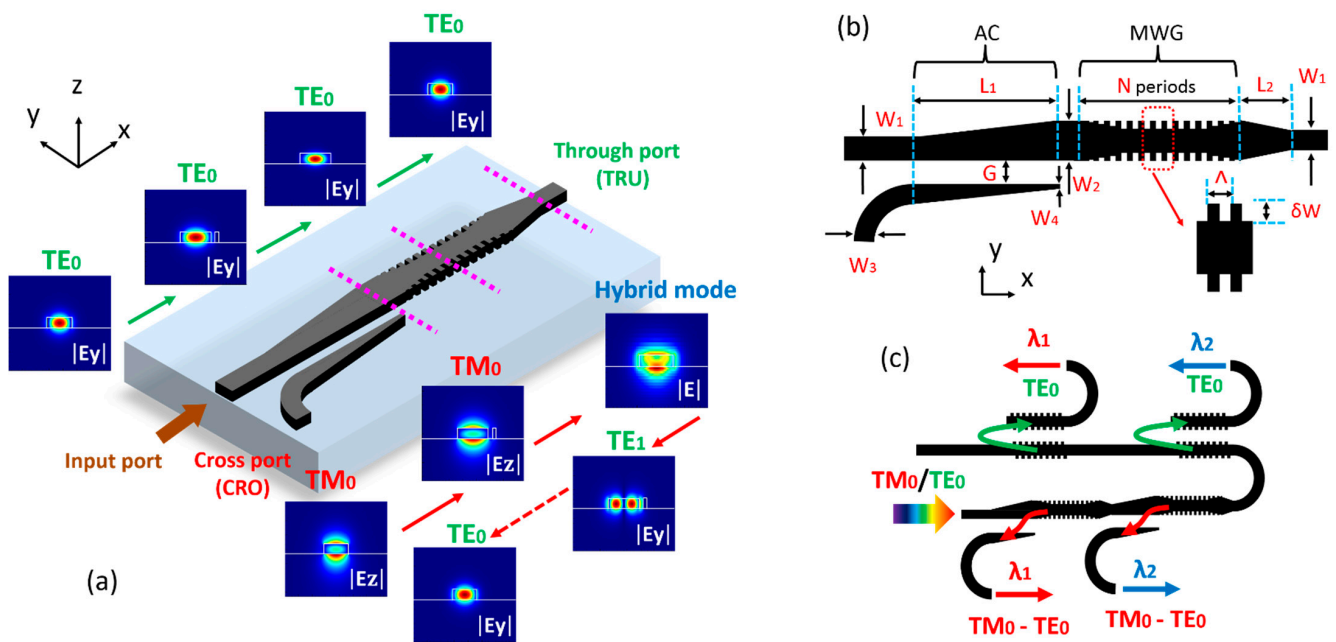 TE₀
|Ey|
TE₀
|Ey|
TE₀
|Ey|
TE₀
|Ey|
z
y
x
Through port
(TRU)
Hybrid mode
|E|
TM₀
|Ez|
TE₁
|Ey|
Input port
Cross port
(CRO)
TM₀
|Ez|
TE₀
|Ey|
(a)
(b)
AC
MWG
L₁
N periods
L₂
W₁
W₁
G
W₂
W₄
W₃
Λ
δW
y
x
(c)
λ₁
TE₀
λ₂
TE₀
TM₀/TE₀
λ₁
TM₀ - TE₀
λ₂
TM₀ - TE₀